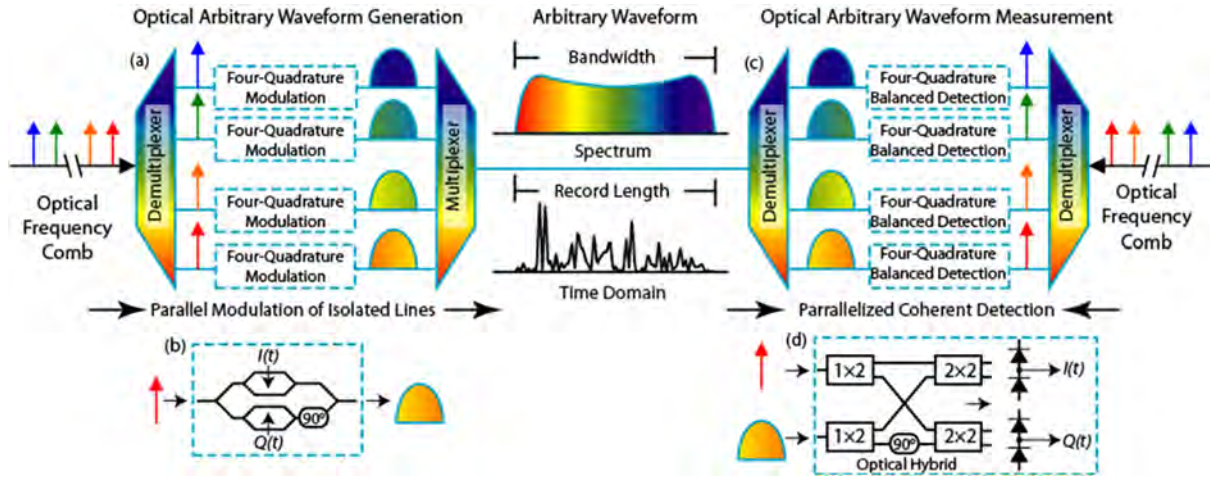 Optical Arbitrary Waveform Generation
Arbitrary Waveform
Optical Arbitrary Waveform Measurement
(a)
Demultiplexer
Four-Quadrature
Modulation
Four-Quadrature
Modulation
Four-Quadrature
Modulation
Four-Quadrature
Modulation
Multiplexer
Optical
Frequency
Comb
Parallel Modulation of Isolated Lines
Bandwidth
Spectrum
Record Length
Time Domain
(c)
Demultiplexer
Four-Quadrature
Balanced Detection
Four-Quadrature
Balanced Detection
Four-Quadrature
Balanced Detection
Four-Quadrature
Balanced Detection
Demultiplexer
Optical
Frequency
Comb
Parrallelized Coherent Detection
(b)
I(t)
90º
Q(t)
(d)
1×2
2×2
I(t)
1×2
90º
2×2
Q(t)
Optical Hybrid